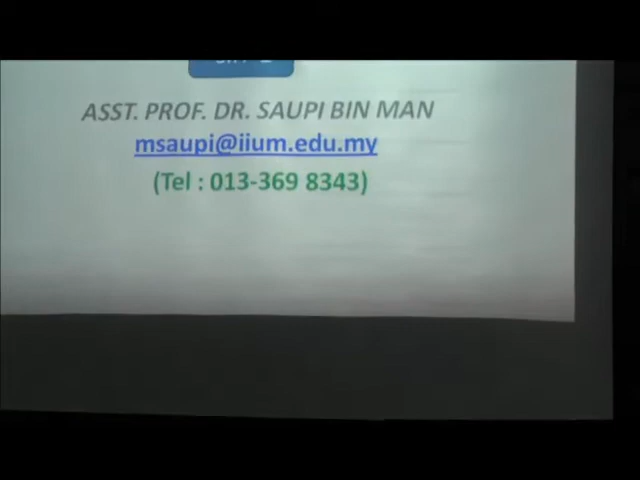 ASST. PROF. DR. SAUPI BIN MAN
msaupi@iium.edu.my
(Tel : 013-369 8343)